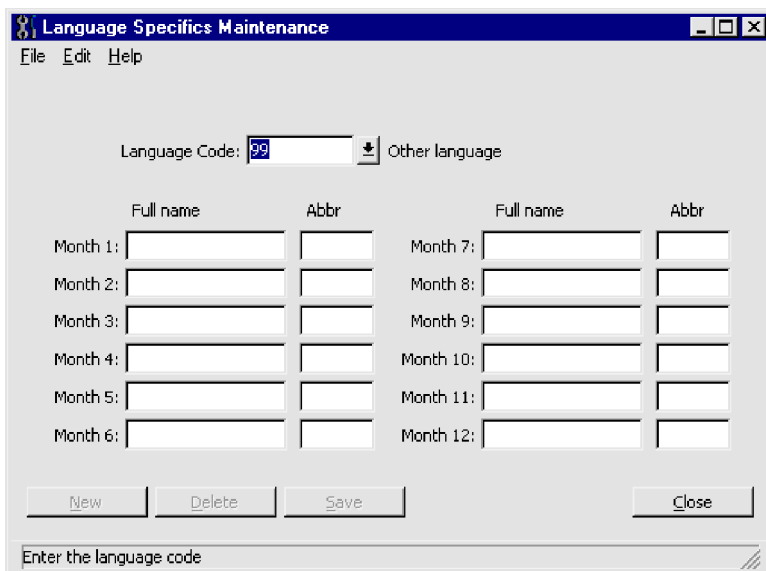 Language Specifics Maintenance
File Edit Help
Language Code: 99 Other language
Full name Abbr Full name Abbr
Month 1: Month 7:
Month 2: Month 8:
Month 3: Month 9:
Month 4: Month 10:
Month 5: Month 11:
Month 6: Month 12:
New Delete Save Close
Enter the language code